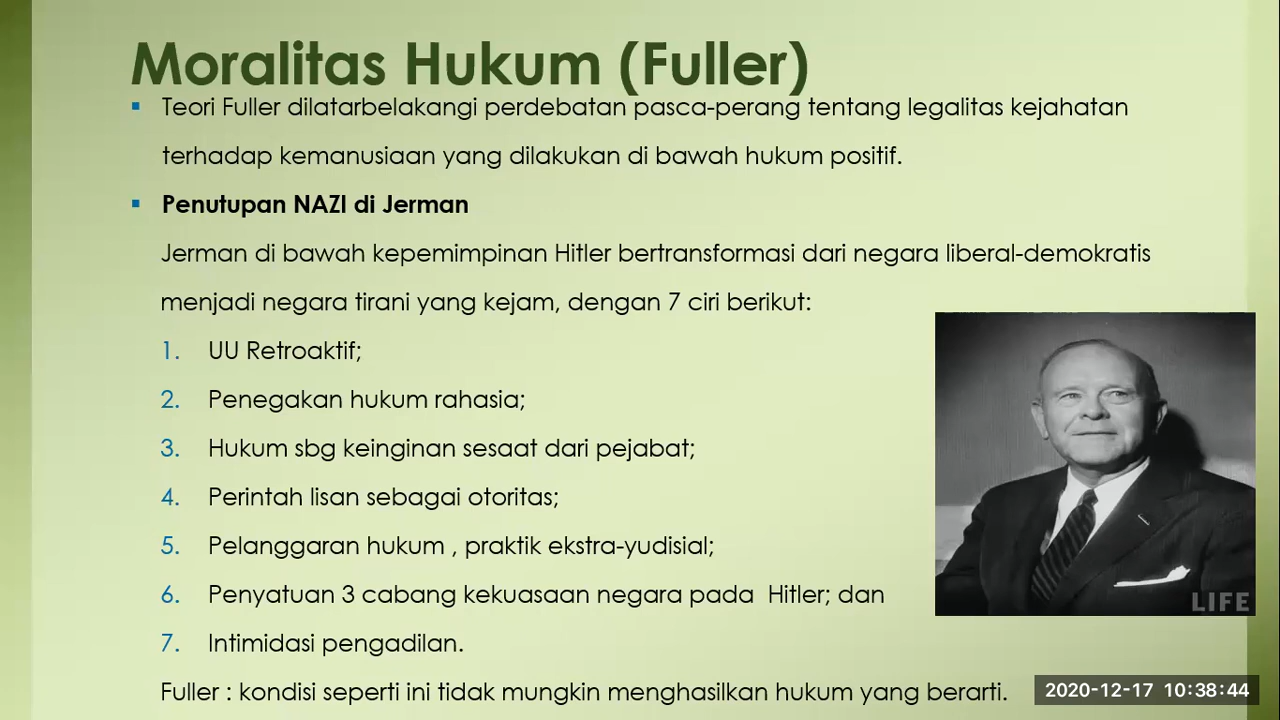 Moralitas Hukum (Fuller)
▪ Teori Fuller dilatarbelakangi perdebatan pasca-perang tentang legalitas kejahatan
terhadap kemanusiaan yang dilakukan di bawah hukum positif.
▪ Penutupan NAZI di Jerman
Jerman di bawah kepemimpinan Hitler bertransformasi dari negara liberal-demokratis
menjadi negara tirani yang kejam, dengan 7 ciri berikut:
1. UU Retroaktif;
2. Penegakan hukum rahasia;
3. Hukum sbg keinginan sesaat dari pejabat;
4. Perintah lisan sebagai otoritas;
5. Pelanggaran hukum , praktik ekstra-yudisial;
6. Penyatuan 3 cabang kekuasaan negara pada  Hitler; dan
7. Intimidasi pengadilan.
LIFE
Fuller : kondisi seperti ini tidak mungkin menghasilkan hukum yang berarti.
2020-12-17 10:38:44